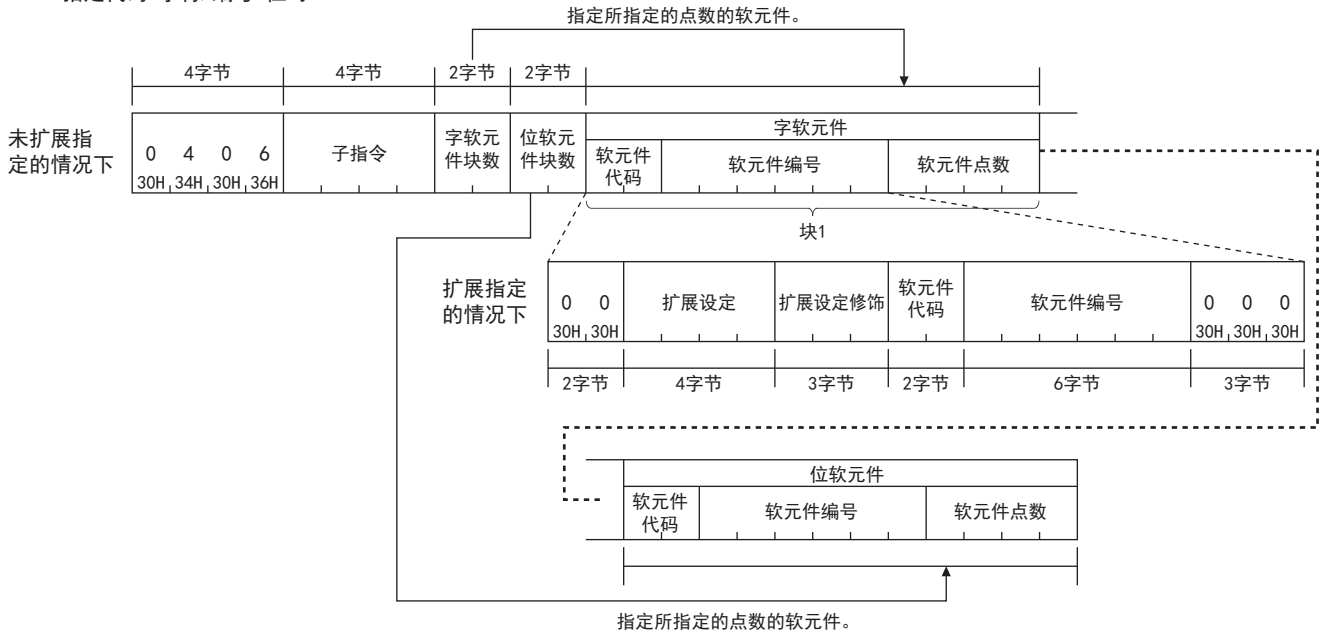 指定所指定的点数的软元件。
4字节 4字节 2字节 2字节
未扩展指
定的情况下
0 4 0 6
30H 34H 30H 36H
子指令
字软元
件块数
位软元
件块数
字软元件
软元件
代码
软元件编号
软元件点数
块1
扩展指定
的情况下
0 0
30H 30H
扩展设定
扩展设定修饰
软元件
代码
软元件编号
0 0 0
30H 30H 30H
2字节 4字节 3字节 2字节 6字节 3字节
位软元件
软元件
代码
软元件编号
软元件点数
指定所指定的点数的软元件。